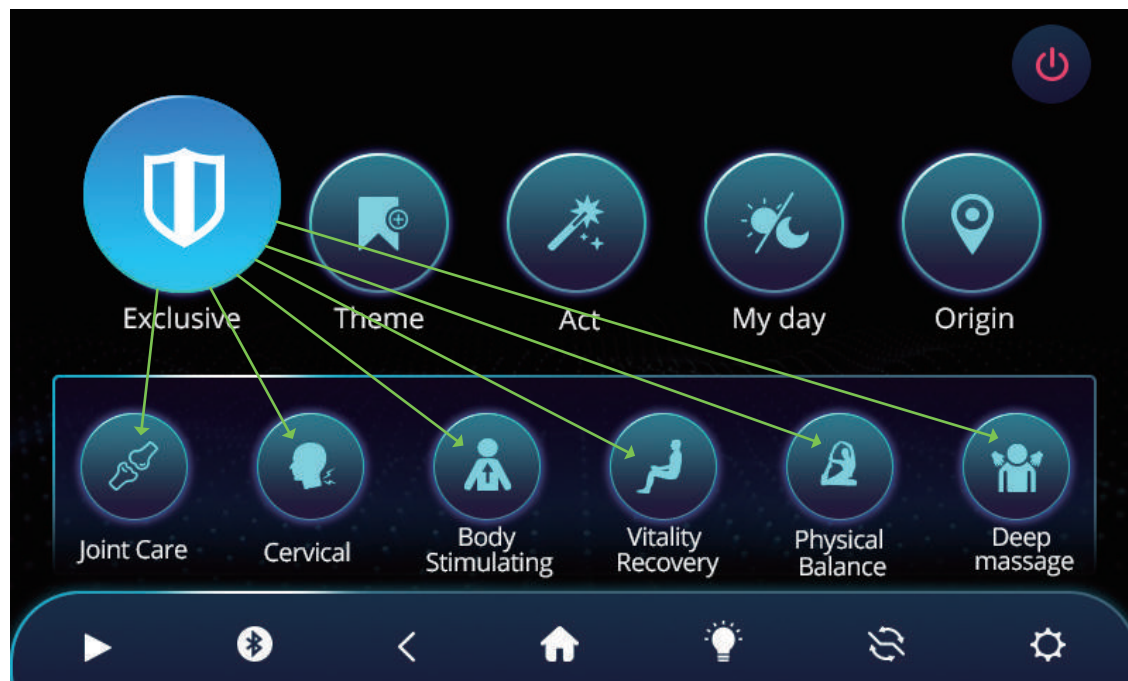 Exclusive
Theme
Act
My day
Origin
Joint Care
Cervical
Body
Stimulating
Vitality
Recovery
Physical
Balance
Deep
massage